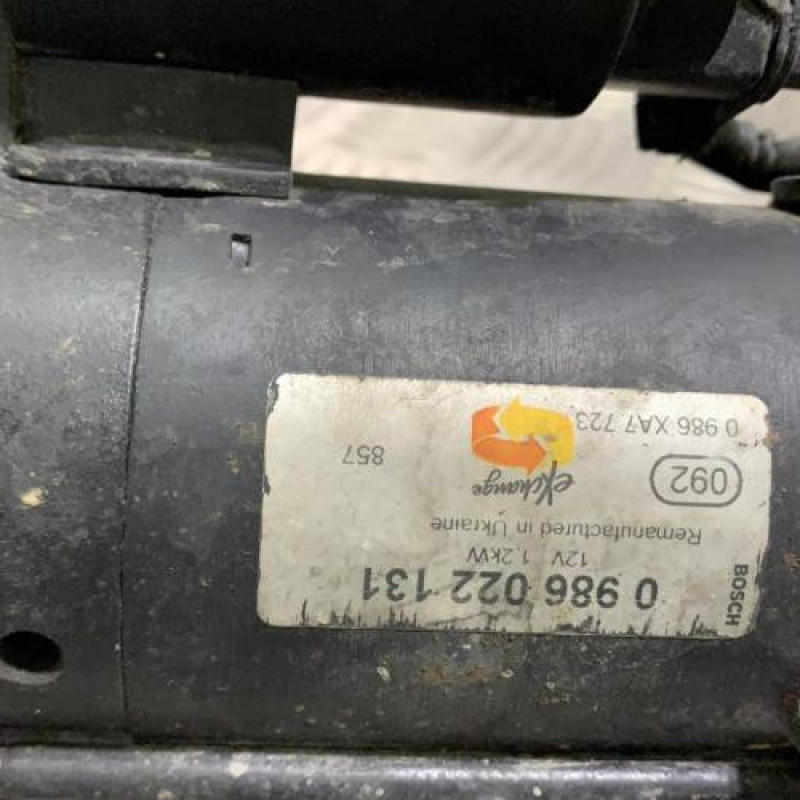 BOSCH
0 986 022 131
12V 1.2kW
Remanufactured in Ukraine
092
eXchange
857
0 986 XA7 723